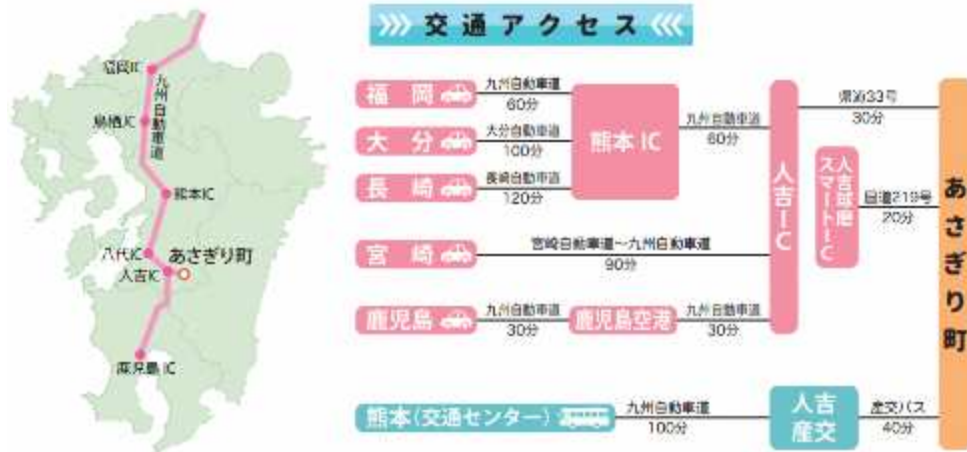 交通アクセス
福岡IC
鳥栖JC
九州自動車道
熊本IC
八代IC
あさぎり町
人吉IC
鹿児島IC
福岡
九州自動車道
60分
大分
大分自動車道
100分
長崎
長崎自動車道
120分
熊本IC
九州自動車道
60分
宮崎
宮崎自動車道～九州自動車道
90分
鹿児島
九州自動車道
30分
鹿児島空港
九州自動車道
30分
人吉IC
県道33号
30分
人吉球磨
スマートIC
国道219号
20分
熊本(交通センター)
九州自動車道
100分
人吉
産交
産交バス
40分
あさぎり町